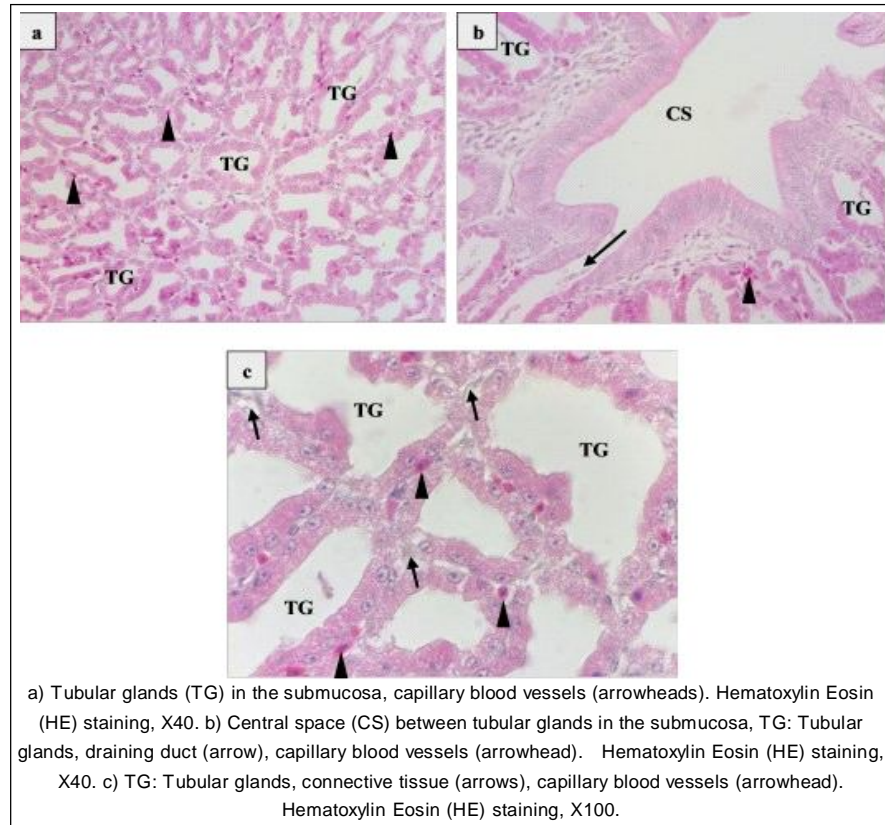 a
TG
TG
TG
b
TG
CS
TG
c
TG
TG
TG
a) Tubular glands (TG) in the submucosa, capillary blood vessels (arrowheads). Hematoxylin Eosin
(HE) staining, X40. b) Central space (CS) between tubular glands in the submucosa, TG: Tubular
glands, draining duct (arrow), capillary blood vessels (arrowhead). Hematoxylin Eosin (HE) staining,
X40. c) TG: Tubular glands, connective tissue (arrows), capillary blood vessels (arrowhead).
Hematoxylin Eosin (HE) staining, X100.